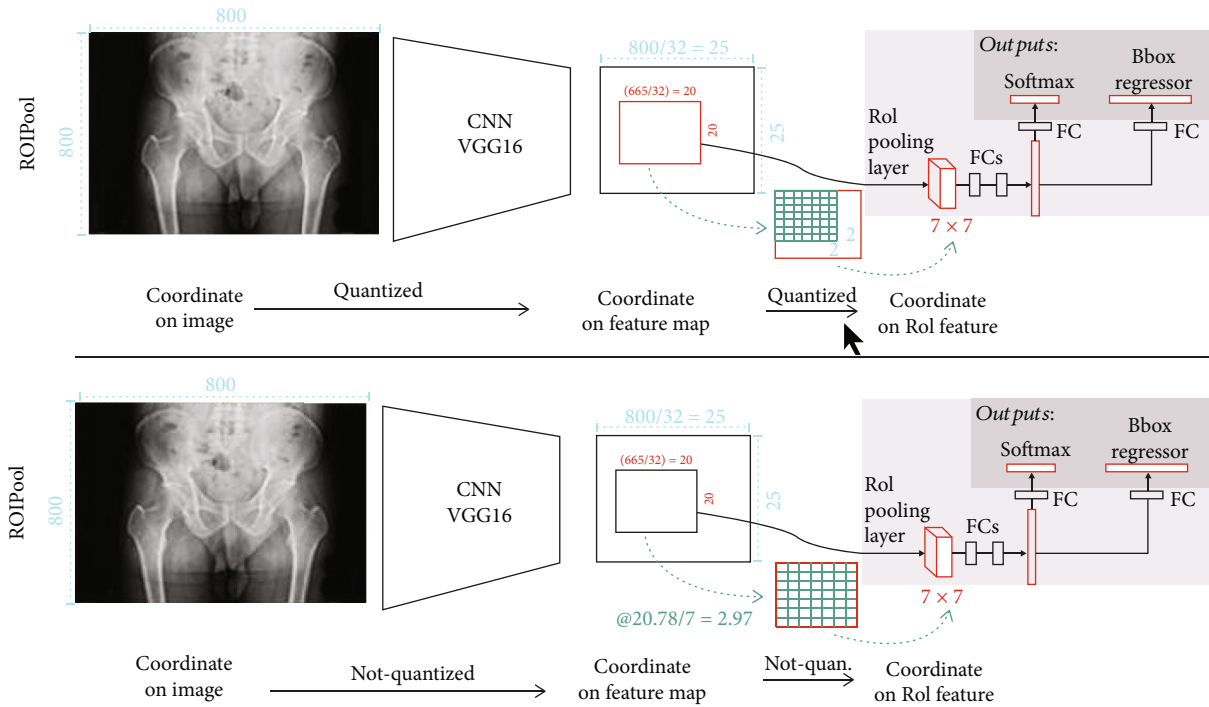 800
800
ROIPool
CNN
VGG16
800/32 = 25
(665/32) = 20
20
25
2
2
Outputs:
Softmax
Bbox
regressor
FC
FC
RoI
pooling
layer
FCs
7 × 7
Coordinate
on image
Quantized
Coordinate
on feature map
Quantized
Coordinate
on RoI feature
800
800
ROIPool
CNN
VGG16
800/32 = 25
(665/32) = 20
20
25
@20.78/7 = 2.97
Outputs:
Softmax
Bbox
regressor
FC
FC
RoI
pooling
layer
FCs
7 × 7
Coordinate
on image
Not-quantized
Coordinate
on feature map
Not-quan.
Coordinate
on RoI feature